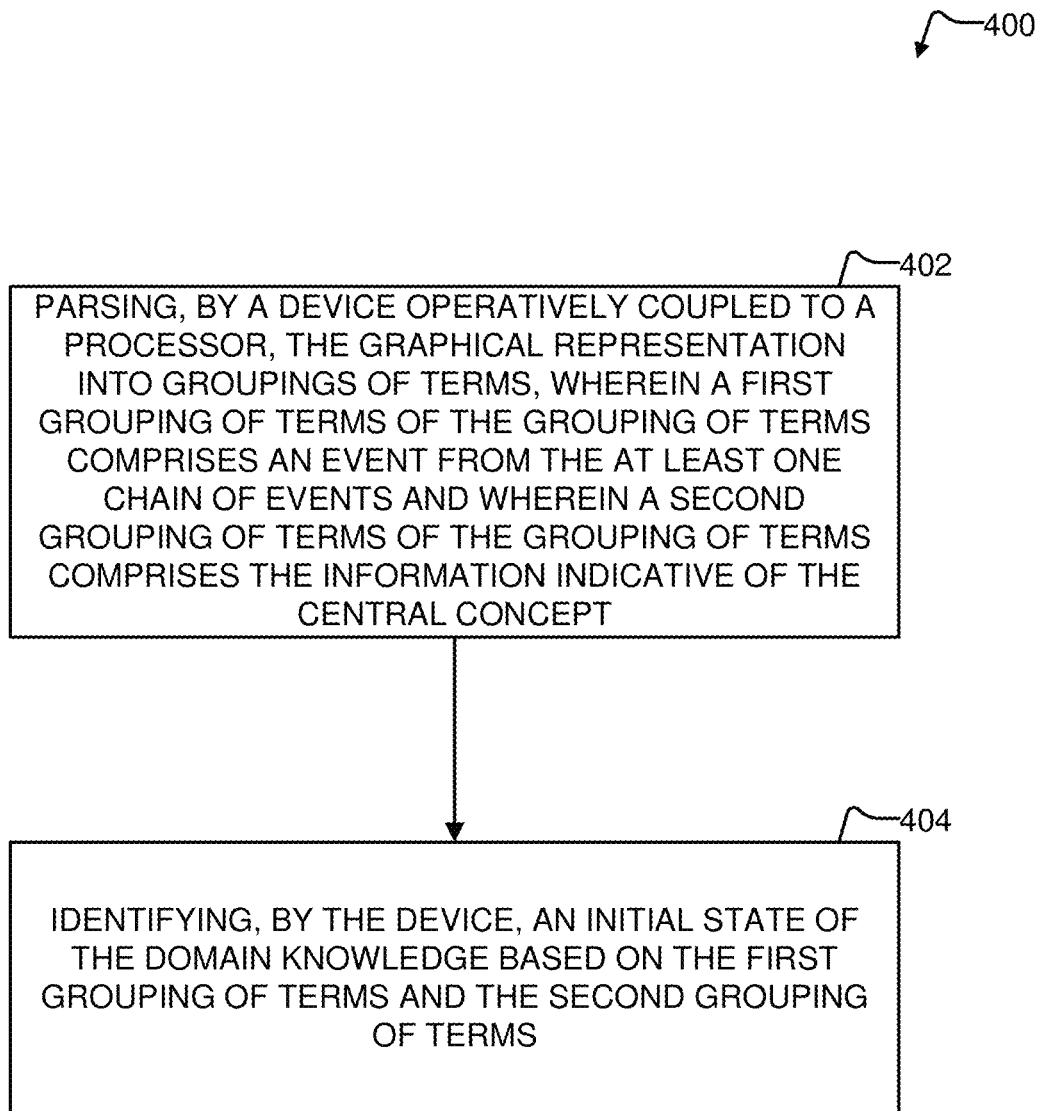 400
402
PARSING, BY A DEVICE OPERATIVELY COUPLED TO A
PROCESSOR, THE GRAPHICAL REPRESENTATION
INTO GROUPINGS OF TERMS, WHEREIN A FIRST
GROUPING OF TERMS OF THE GROUPING OF TERMS
COMPRISES AN EVENT FROM THE AT LEAST ONE
CHAIN OF EVENTS AND WHEREIN A SECOND
GROUPING OF TERMS OF THE GROUPING OF TERMS
COMPRISES THE INFORMATION INDICATIVE OF THE
CENTRAL CONCEPT
404
IDENTIFYING, BY THE DEVICE, AN INITIAL STATE OF
THE DOMAIN KNOWLEDGE BASED ON THE FIRST
GROUPING OF TERMS AND THE SECOND GROUPING
OF TERMS